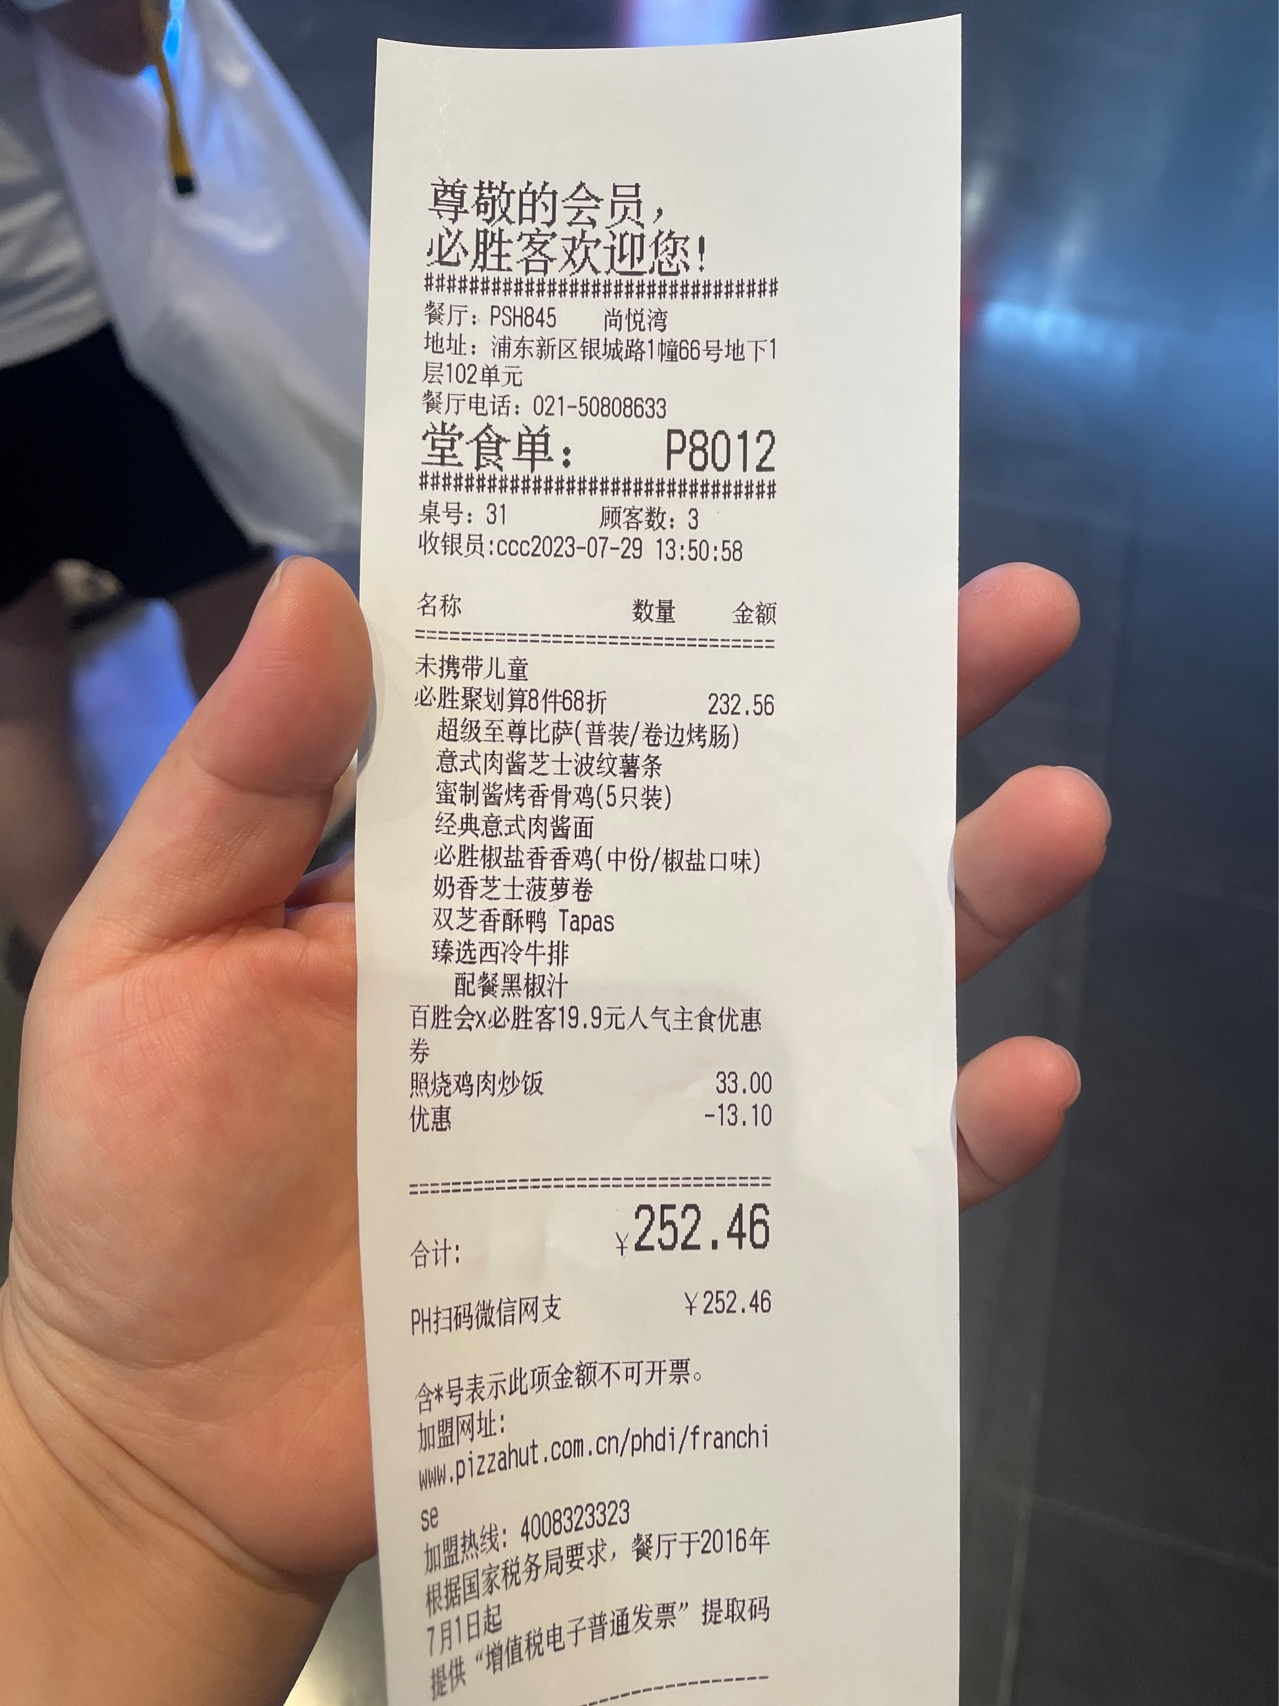 尊敬的会员,
必胜客欢迎您!
################################
餐厅: PSH845 尚悦湾
地址: 浦东新区银城路1幢66号地下1
层102单元
餐厅电话: 021-50808633
堂食单: P8012
################################
桌号: 31 顾客数: 3
收银员:ccc2023-07-29 13:50:58
名称 数量 金额
================================
未携带儿童
必胜聚划算8件68折 232.56
超级至尊比萨(普装/卷边烤肠)
意式肉酱芝士波纹薯条
蜜制酱烤香骨鸡(5只装)
经典意式肉酱面
必胜椒盐香香鸡(中份/椒盐口味)
奶香芝士菠萝卷
双芝香酥鸭 Tapas
臻选西冷牛排
配餐黑椒汁
百胜会x必胜客19.9元人气主食优惠
券
照烧鸡肉炒饭 33.00
优惠 -13.10
================================
合计: ¥252.46
PH扫码微信网支 ¥252.46
含*号表示此项金额不可开票。
加盟网址:
www.pizzahut.com.cn/phdi/franchi
se
加盟热线: 4008323323
根据国家税务局要求, 餐厅于2016年
7月1日起
提供“增值税电子普通发票”提取码